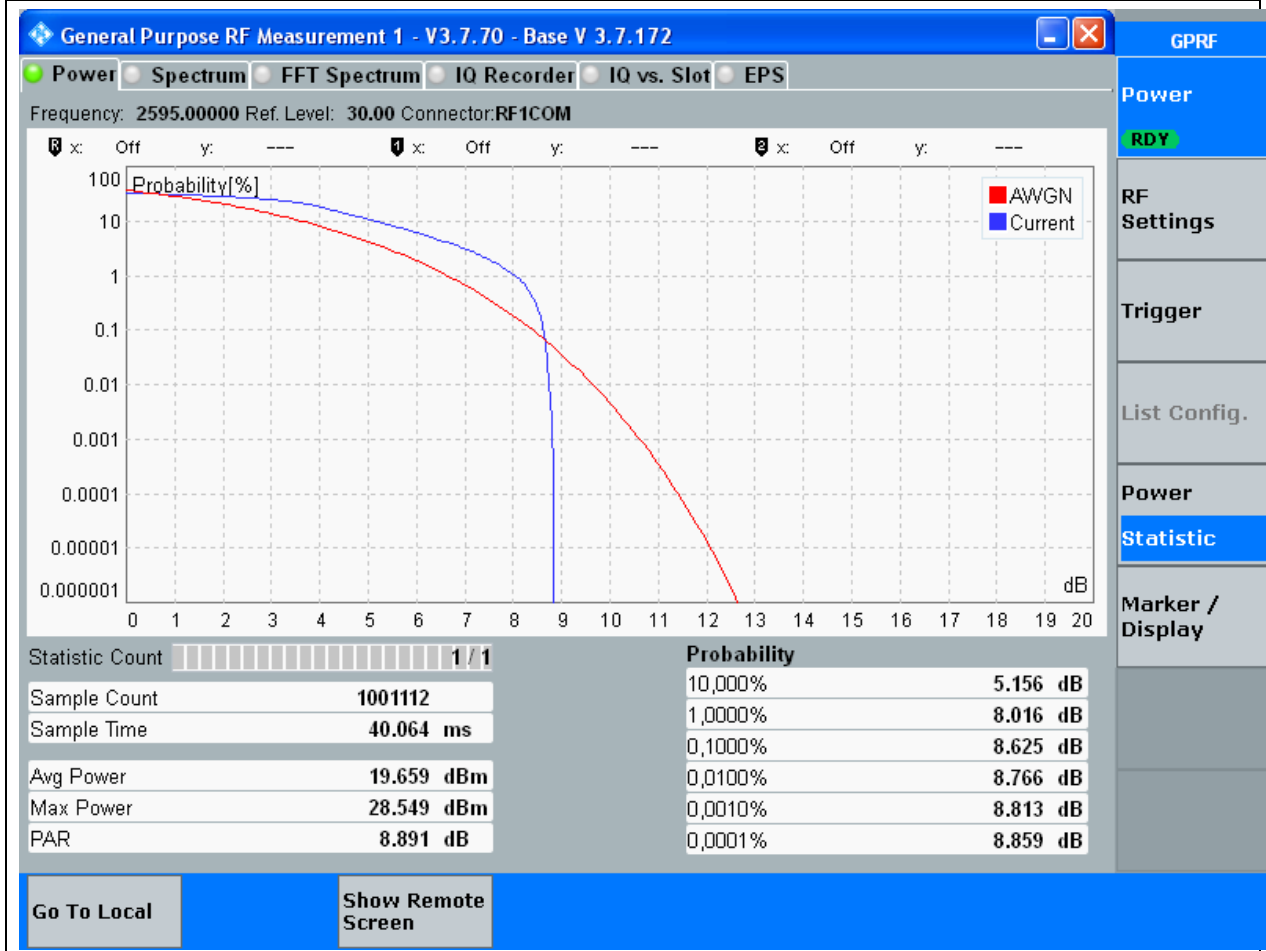 General Purpose RF Measurement 1 - V3.7.70 - Base V 3.7.172
GPRF
Power Spectrum FFT Spectrum IQ Recorder IQ vs. Slot EPS
Frequency: 2595.00000 Ref. Level: 30.00 Connector:RF1COM
R x: Off y: --- 1 x: Off y: --- 2 x: Off y: ---
Probability[%]
100
10
1
0.1
0.01
0.001
0.0001
0.00001
0.000001
AWGN
Current
dB
0 1 2 3 4 5 6 7 8 9 10 11 12 13 14 15 16 17 18 19 20
Statistic Count 1 / 1
Sample Count 1001112
Sample Time 40.064 ms
Avg Power 19.659 dBm
Max Power 28.549 dBm
PAR 8.891 dB
Probability
10,000% 5.156 dB
1,0000% 8.016 dB
0,1000% 8.625 dB
0,0100% 8.766 dB
0,0010% 8.813 dB
0,0001% 8.859 dB
Power
RDY
RF
Settings
Trigger
List Config.
Power
Statistic
Marker /
Display
Go To Local
Show Remote
Screen